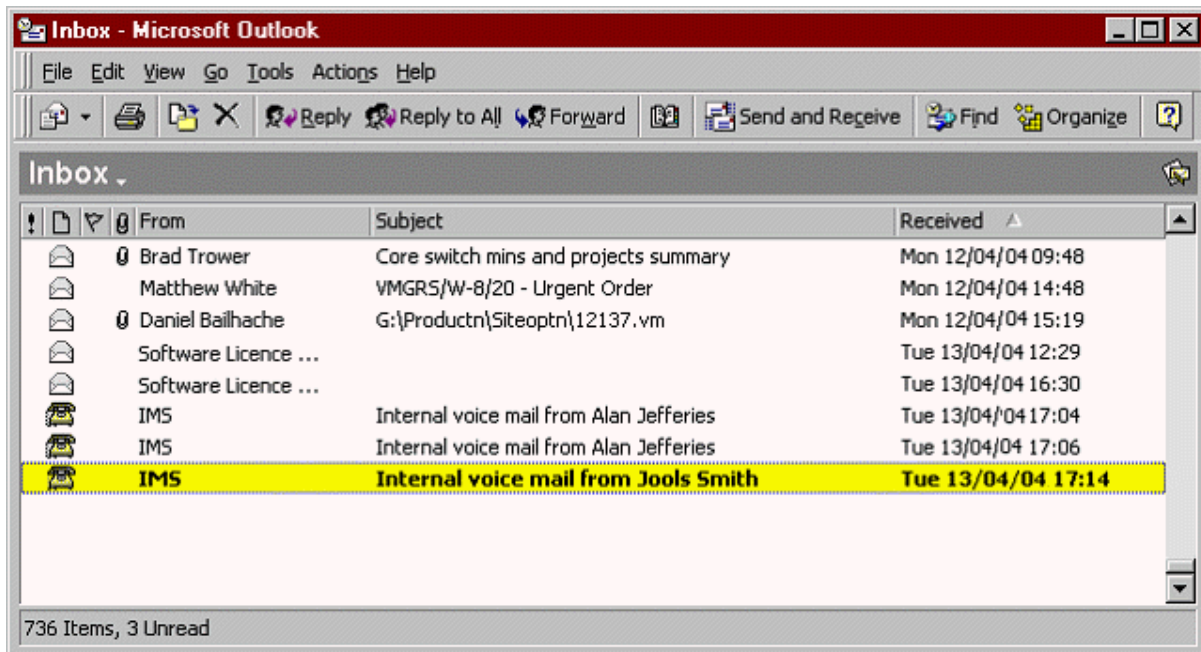 Inbox - Microsoft Outlook
File Edit View Go Tools Actions Help
Reply Reply to All Forward Send and Receive Find Organize
Inbox
From Subject Received
Brad Trower Core switch mins and projects summary Mon 12/04/04 09:48
Matthew White VMGRS/W-8/20 - Urgent Order Mon 12/04/04 14:48
Daniel Bailhache G:\Productn\Siteoptn\12137.vm Mon 12/04/04 15:19
Software Licence ... Tue 13/04/04 12:29
Software Licence ... Tue 13/04/04 16:30
IMS Internal voice mail from Alan Jefferies Tue 13/04/04 17:04
IMS Internal voice mail from Alan Jefferies Tue 13/04/04 17:06
IMS Internal voice mail from Jools Smith Tue 13/04/04 17:14
736 Items, 3 Unread